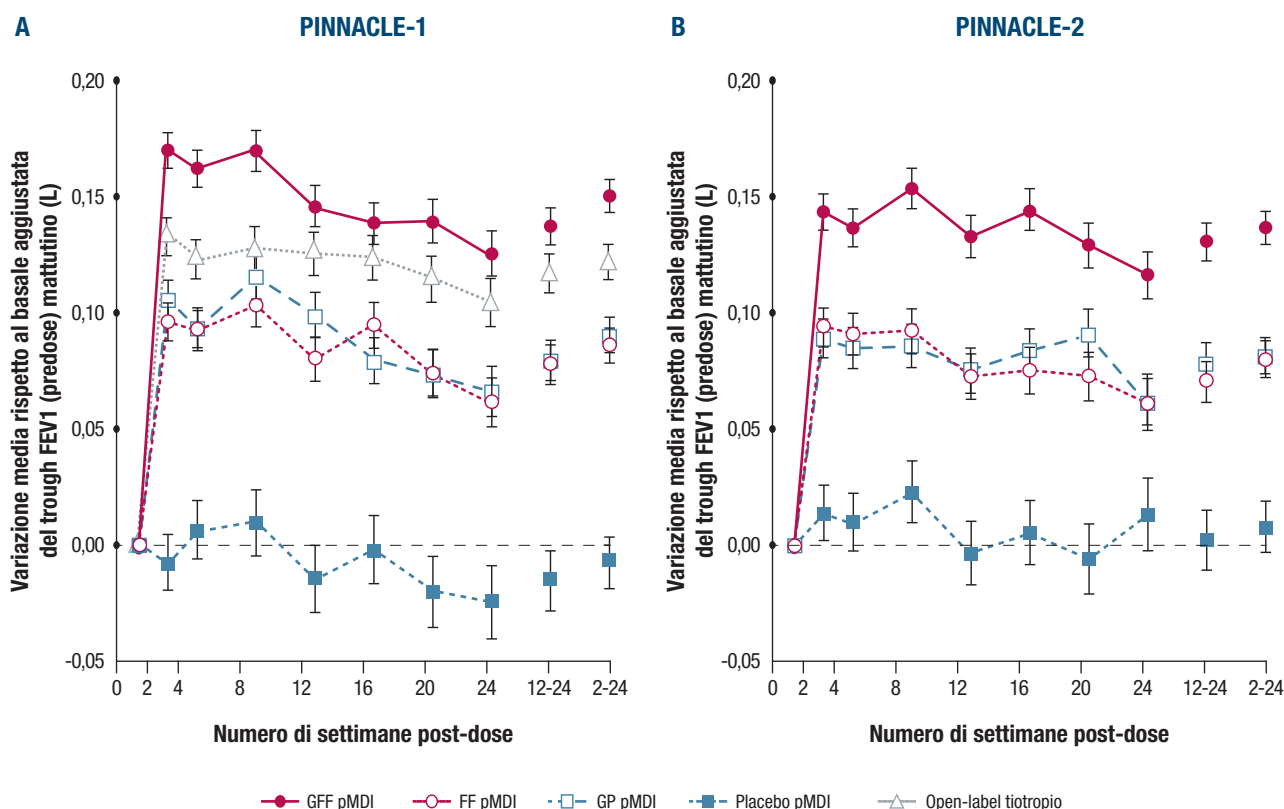 A
PINNACLE-1
Variazione media rispetto al basale aggiustata
del trough FEV1 (predose) mattutino (L)
0,20
0,15
0,10
0,05
0,00
-0,05
0 2 4 8 12 16 20 24 12-24 2-24
Numero di settimane post-dose
B
PINNACLE-2
Variazione media rispetto al basale aggiustata
del trough FEV1 (predose) mattutino (L)
0,20
0,15
0,10
0,05
0,00
-0,05
0 2 4 8 12 16 20 24 12-24 2-24
Numero di settimane post-dose
GFF pMDI FF pMDI GP pMDI Placebo pMDI Open-label tiotropio